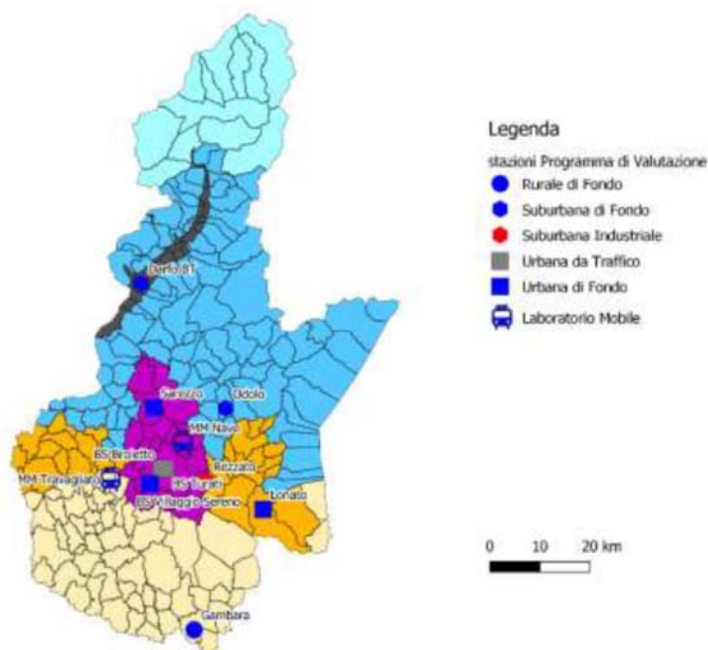 Legenda
stazioni Programma di Valutazione
Rurale di Fondo
Suburbana di Fondo
Suburbana Industriale
Urbana da Traffico
Urbana di Fondo
Laboratorio Mobile
Darfo BT
Sarezzo
Odolo
MM Nave
BS Broletto
Rezzato
MM Travagliato
BS Turati
BS Villaggio Sereno
Lonato
0 10 20 km
Gambara